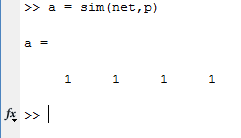 >> a = sim(net,p)
a =
1 1 1 1
fx >>